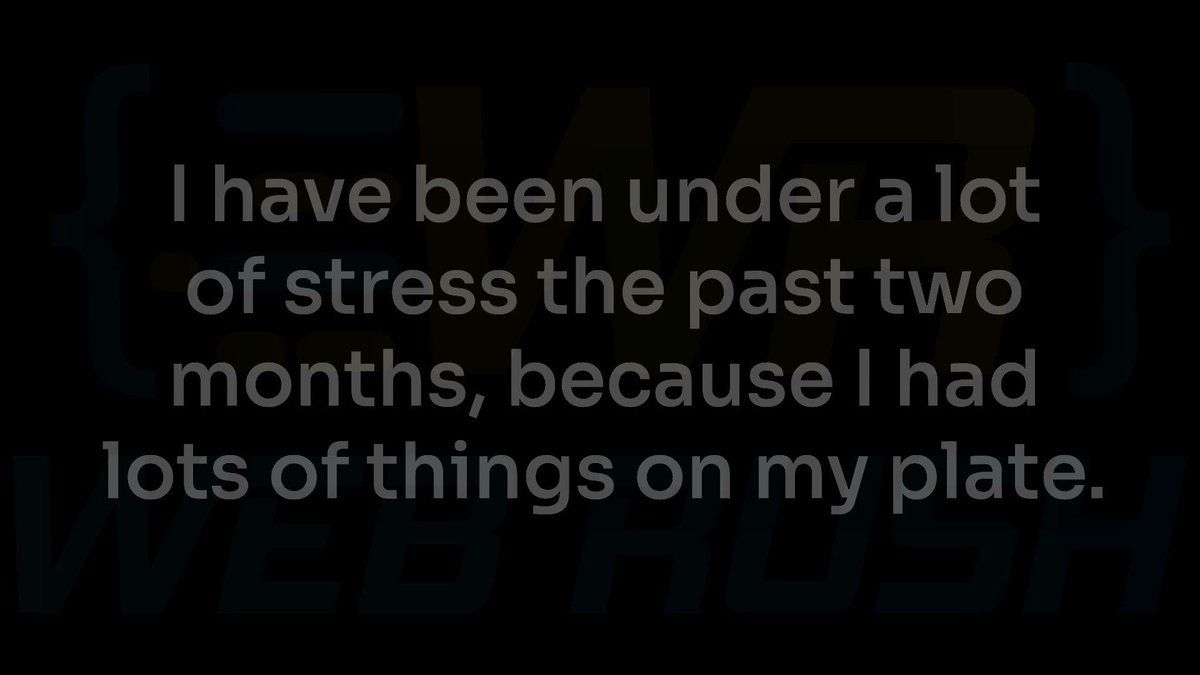 WR
I have been under a lot
of stress the past two
months, because I had
lots of things on my plate.
WEB RUSH